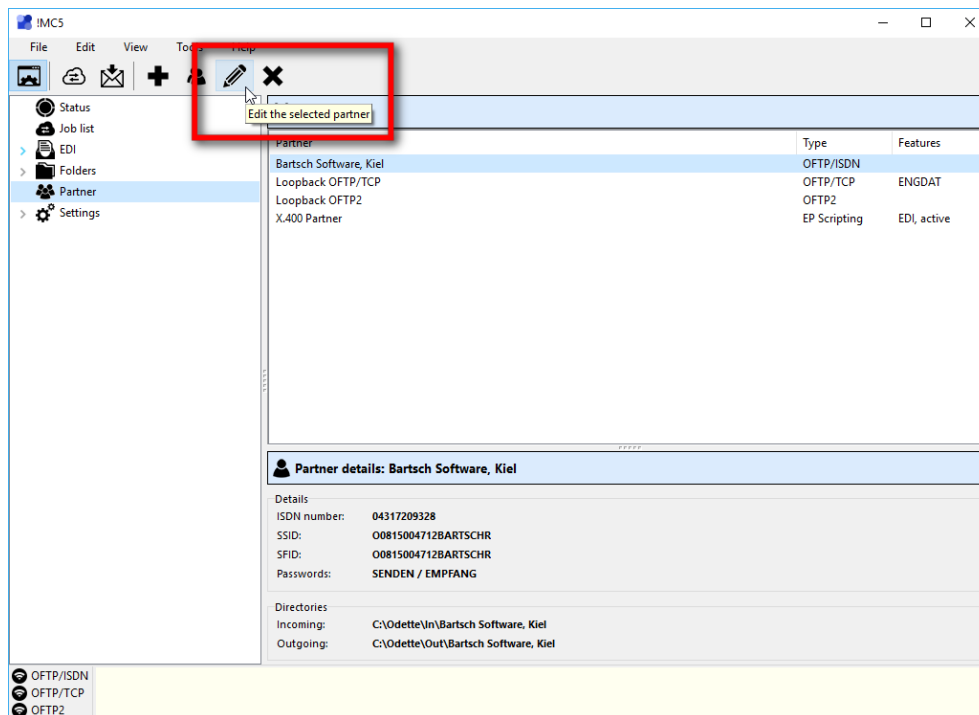 !MC5
File Edit View Tools Help
Status
Job list
EDI
Folders
Partner
Settings
Edit the selected partner
Partner Type Features
Bartsch Software, Kiel OFTP/ISDN
Loopback OFTP/TCP OFTP/TCP ENGDAT
Loopback OFTP2 OFTP2
X.400 Partner EP Scripting EDI, active
Partner details: Bartsch Software, Kiel
Details
ISDN number: 04317209328
SSID: O0815004712BARTSCHR
SFID: O0815004712BARTSCHR
Passwords: SENDEN / EMPFANG
Directories
Incoming: C:\Odette\In\Bartsch Software, Kiel
Outgoing: C:\Odette\Out\Bartsch Software, Kiel
OFTP/ISDN
OFTP/TCP
OFTP2